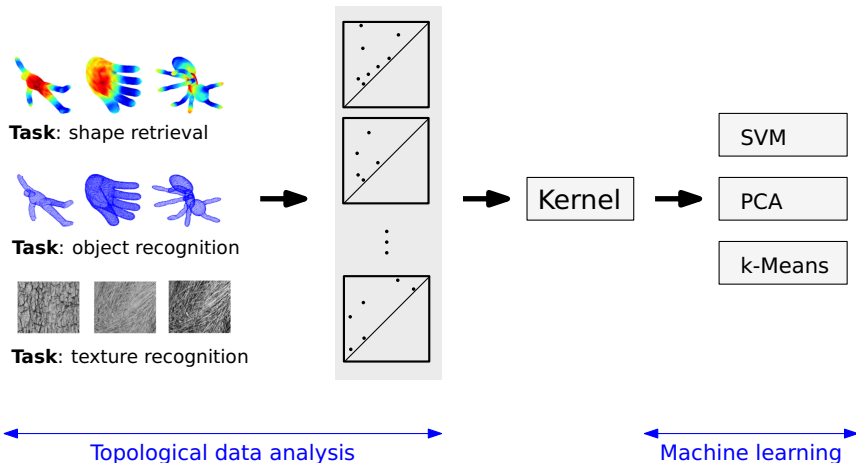 Task: shape retrieval
Task: object recognition
Task: texture recognition
Kernel
SVM
PCA
k-Means
Topological data analysis
Machine learning